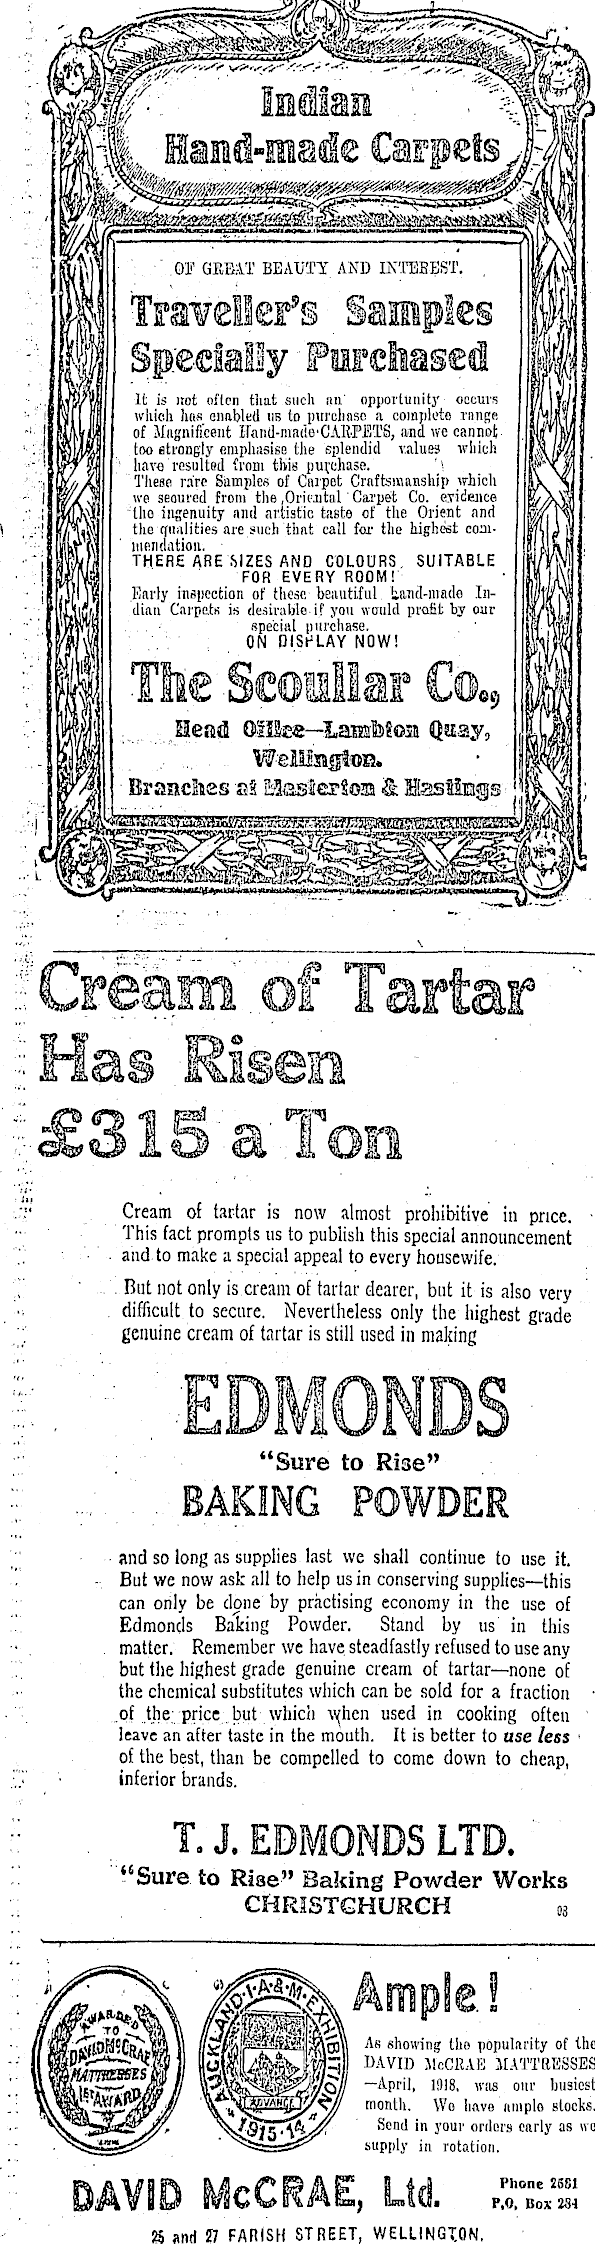 Indian
Hand-made Carpets
OF GREAT BEAUTY AND INTEREST.
Traveller's Samples
Specially Purchased
It is not often that such an opportunity occurs
which has enabled us to purchase a complete range
of Magnificent Hand-made CARPETS, and we cannot
too strongly emphasise the splendid values which
have resulted from this purchase.
These rare Samples of Carpet Craftsmanship which
we secured from the Oriental Carpet Co. evidence
the ingenuity and artistic taste of the Orient and
the qualities are such that call for the highest com-
mendation.
THERE ARE SIZES AND COLOURS SUITABLE
FOR EVERY ROOM!
Early inspection of these beautiful hand-made In-
dian Carpets is desirable if you would profit by our
special purchase.
ON DISPLAY NOW!
The Scoullar Co.,
Head Office—Lambton Quay,
Wellington.
Branches at Masterton & Hastings
Cream of Tartar
Has Risen
£315 a Ton
Cream of tartar is now almost prohibitive in price.
This fact prompts us to publish this special announcement
and to make a special appeal to every housewife.
But not only is cream of tartar dearer, but it is also very
difficult to secure. Nevertheless only the highest grade
genuine cream of tartar is still used in making
EDMONDS
"Sure to Rise"
BAKING POWDER
and so long as supplies last we shall continue to use it.
But we now ask all to help us in conserving supplies—this
can only be done by practising economy in the use of
Edmonds Baking Powder. Stand by us in this
matter. Remember we have steadfastly refused to use any
but the highest grade genuine cream of tartar—none of
the chemical substitutes which can be sold for a fraction
of the price but which when used in cooking often
leave an after taste in the mouth. It is better to use less
of the best, than be compelled to come down to cheap,
inferior brands.
T. J. EDMONDS LTD.
"Sure to Rise" Baking Powder Works
CHRISTCHURCH 93
AWARDED
TO
DAVID McCRAE
MATTRESSES
1st AWARD
AUCKLAND·I·A·&·M·EXHIBITION
ADVANCE
1913-14
Ample!
As showing the popularity of the
DAVID McCRAE MATTRESSES
—April, 1918, was our busiest
month. We have ample stocks.
Send in your orders early as we
supply in rotation.
DAVID McCRAE, Ltd.
Phone 2681
P.O. Box 284
25 and 27 FARISH STREET, WELLINGTON.